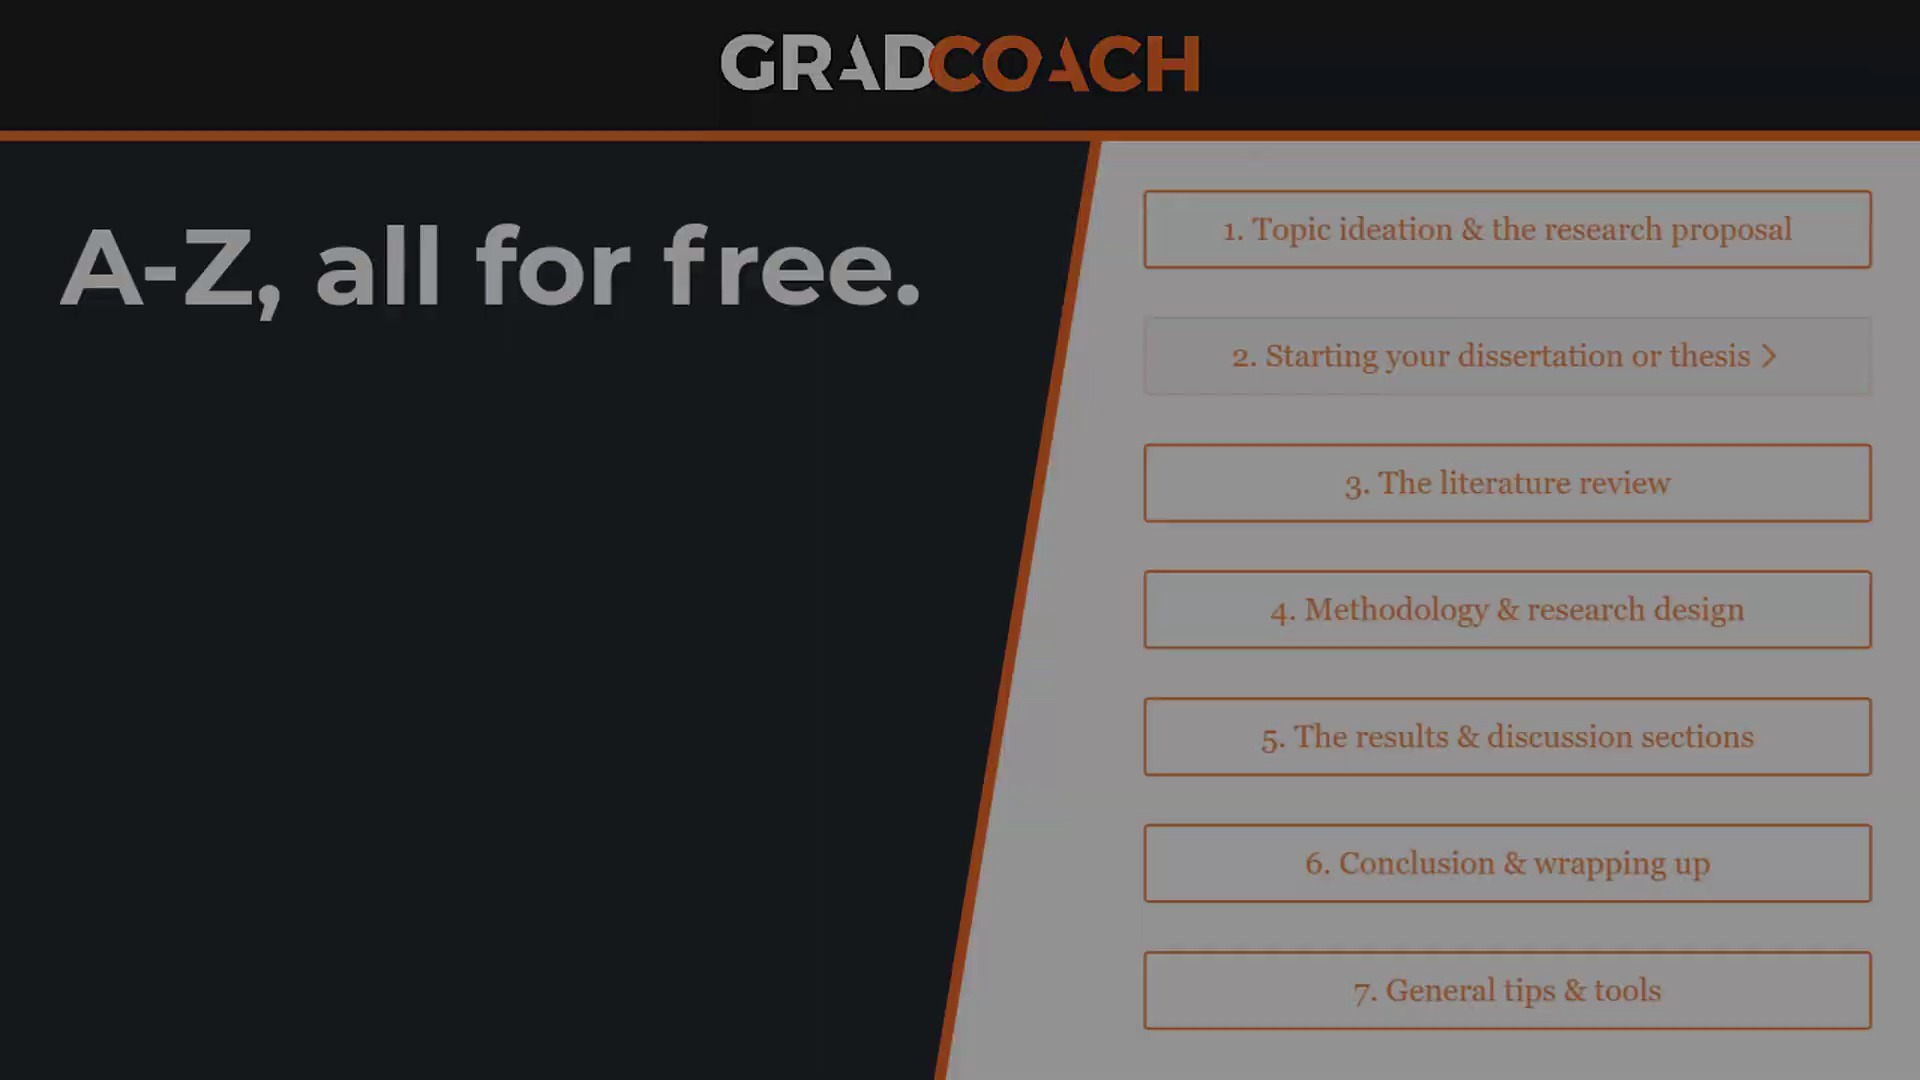 GRADCOACH
A-Z, all for free.
1. Topic ideation & the research proposal
2. Starting your dissertation or thesis >
3. The literature review
4. Methodology & research design
5. The results & discussion sections
6. Conclusion & wrapping up
7. General tips & tools